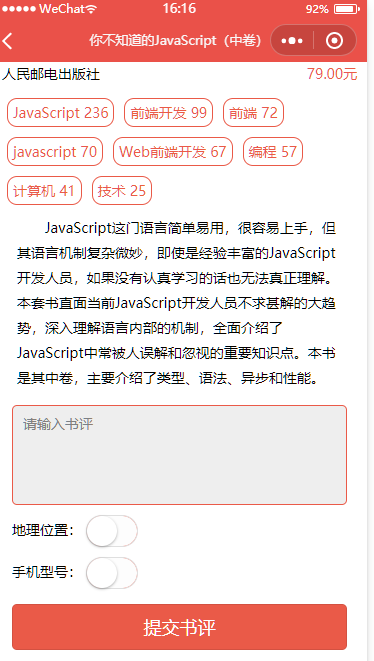 WeChat 16:16 92%
你不知道的JavaScript（中卷）
人民邮电出版社 79.00元
JavaScript 236 前端开发 99 前端 72
javascript 70 Web前端开发 67 编程 57
计算机 41 技术 25
JavaScript这门语言简单易用，很容易上手，但
其语言机制复杂微妙，即使是经验丰富的JavaScript
开发人员，如果没有认真学习的话也无法真正理解。
本套书直面当前JavaScript开发人员不求甚解的大趋
势，深入理解语言内部的机制，全面介绍了
JavaScript中常被人误解和忽视的重要知识点。本书
是其中卷，主要介绍了类型、语法、异步和性能。
请输入书评
地理位置：
手机型号：
提交书评